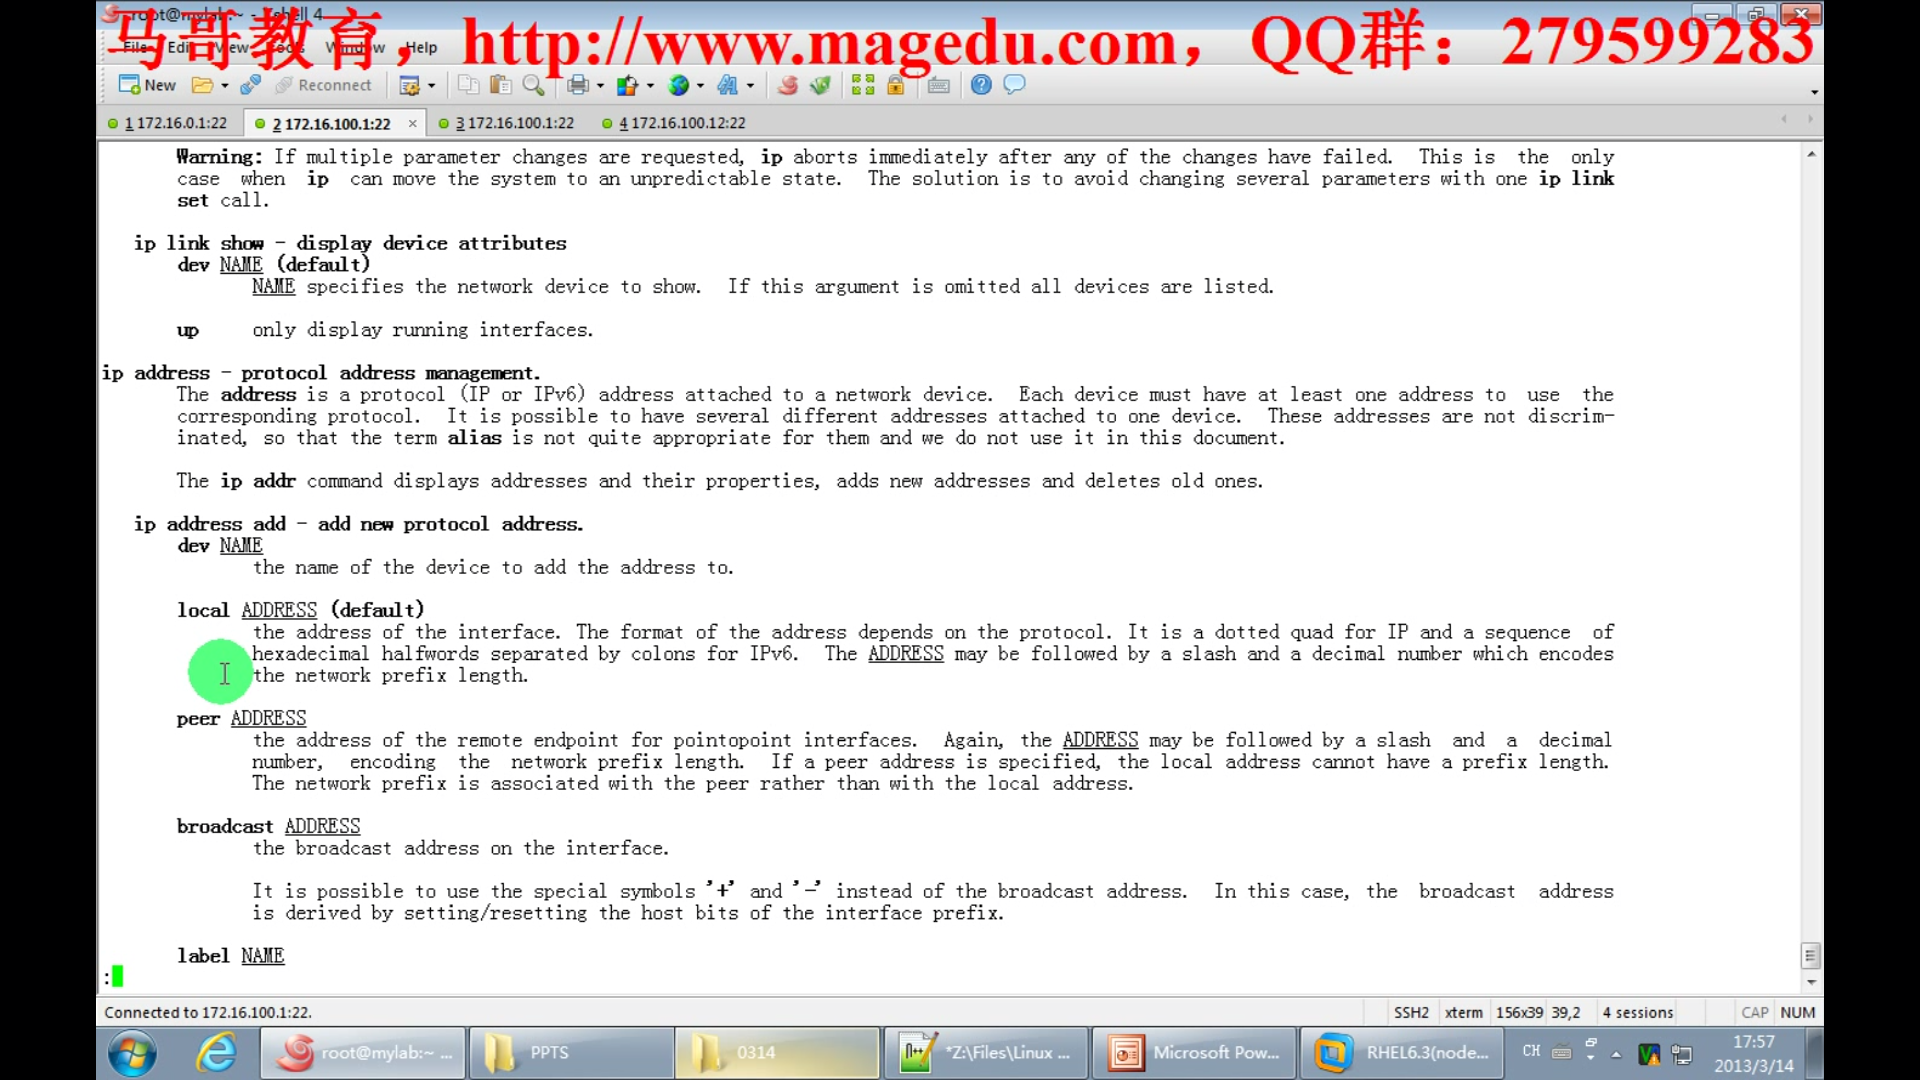 root@mylab:~ - Xshell 4
马哥教育，http://www.magedu.com，QQ群：279599283
File Edit View Tools Window Help
New Reconnect
1 172.16.0.1:22 2 172.16.100.1:22 3 172.16.100.1:22 4 172.16.100.12:22
Warning: If multiple parameter changes are requested, ip aborts immediately after any of the changes have failed. This is the only
case when ip can move the system to an unpredictable state. The solution is to avoid changing several parameters with one ip link
set call.
ip link show - display device attributes
dev NAME (default)
NAME specifies the network device to show. If this argument is omitted all devices are listed.
up only display running interfaces.
ip address - protocol address management.
The address is a protocol (IP or IPv6) address attached to a network device. Each device must have at least one address to use the
corresponding protocol. It is possible to have several different addresses attached to one device. These addresses are not discrim-
inated, so that the term alias is not quite appropriate for them and we do not use it in this document.
The ip addr command displays addresses and their properties, adds new addresses and deletes old ones.
ip address add - add new protocol address.
dev NAME
the name of the device to add the address to.
local ADDRESS (default)
the address of the interface. The format of the address depends on the protocol. It is a dotted quad for IP and a sequence of
hexadecimal halfwords separated by colons for IPv6. The ADDRESS may be followed by a slash and a decimal number which encodes
the network prefix length.
peer ADDRESS
the address of the remote endpoint for pointopoint interfaces. Again, the ADDRESS may be followed by a slash and a decimal
number, encoding the network prefix length. If a peer address is specified, the local address cannot have a prefix length.
The network prefix is associated with the peer rather than with the local address.
broadcast ADDRESS
the broadcast address on the interface.
It is possible to use the special symbols '+' and '-' instead of the broadcast address. In this case, the broadcast address
is derived by setting/resetting the host bits of the interface prefix.
label NAME
:
Connected to 172.16.100.1:22. SSH2 xterm 156x39 39,2 4 sessions CAP NUM
root@mylab:~ ... PPTS 0314 *Z:\Files\Linux ... Microsoft Pow... RHEL6.3(node... CH 17:57
2013/3/14